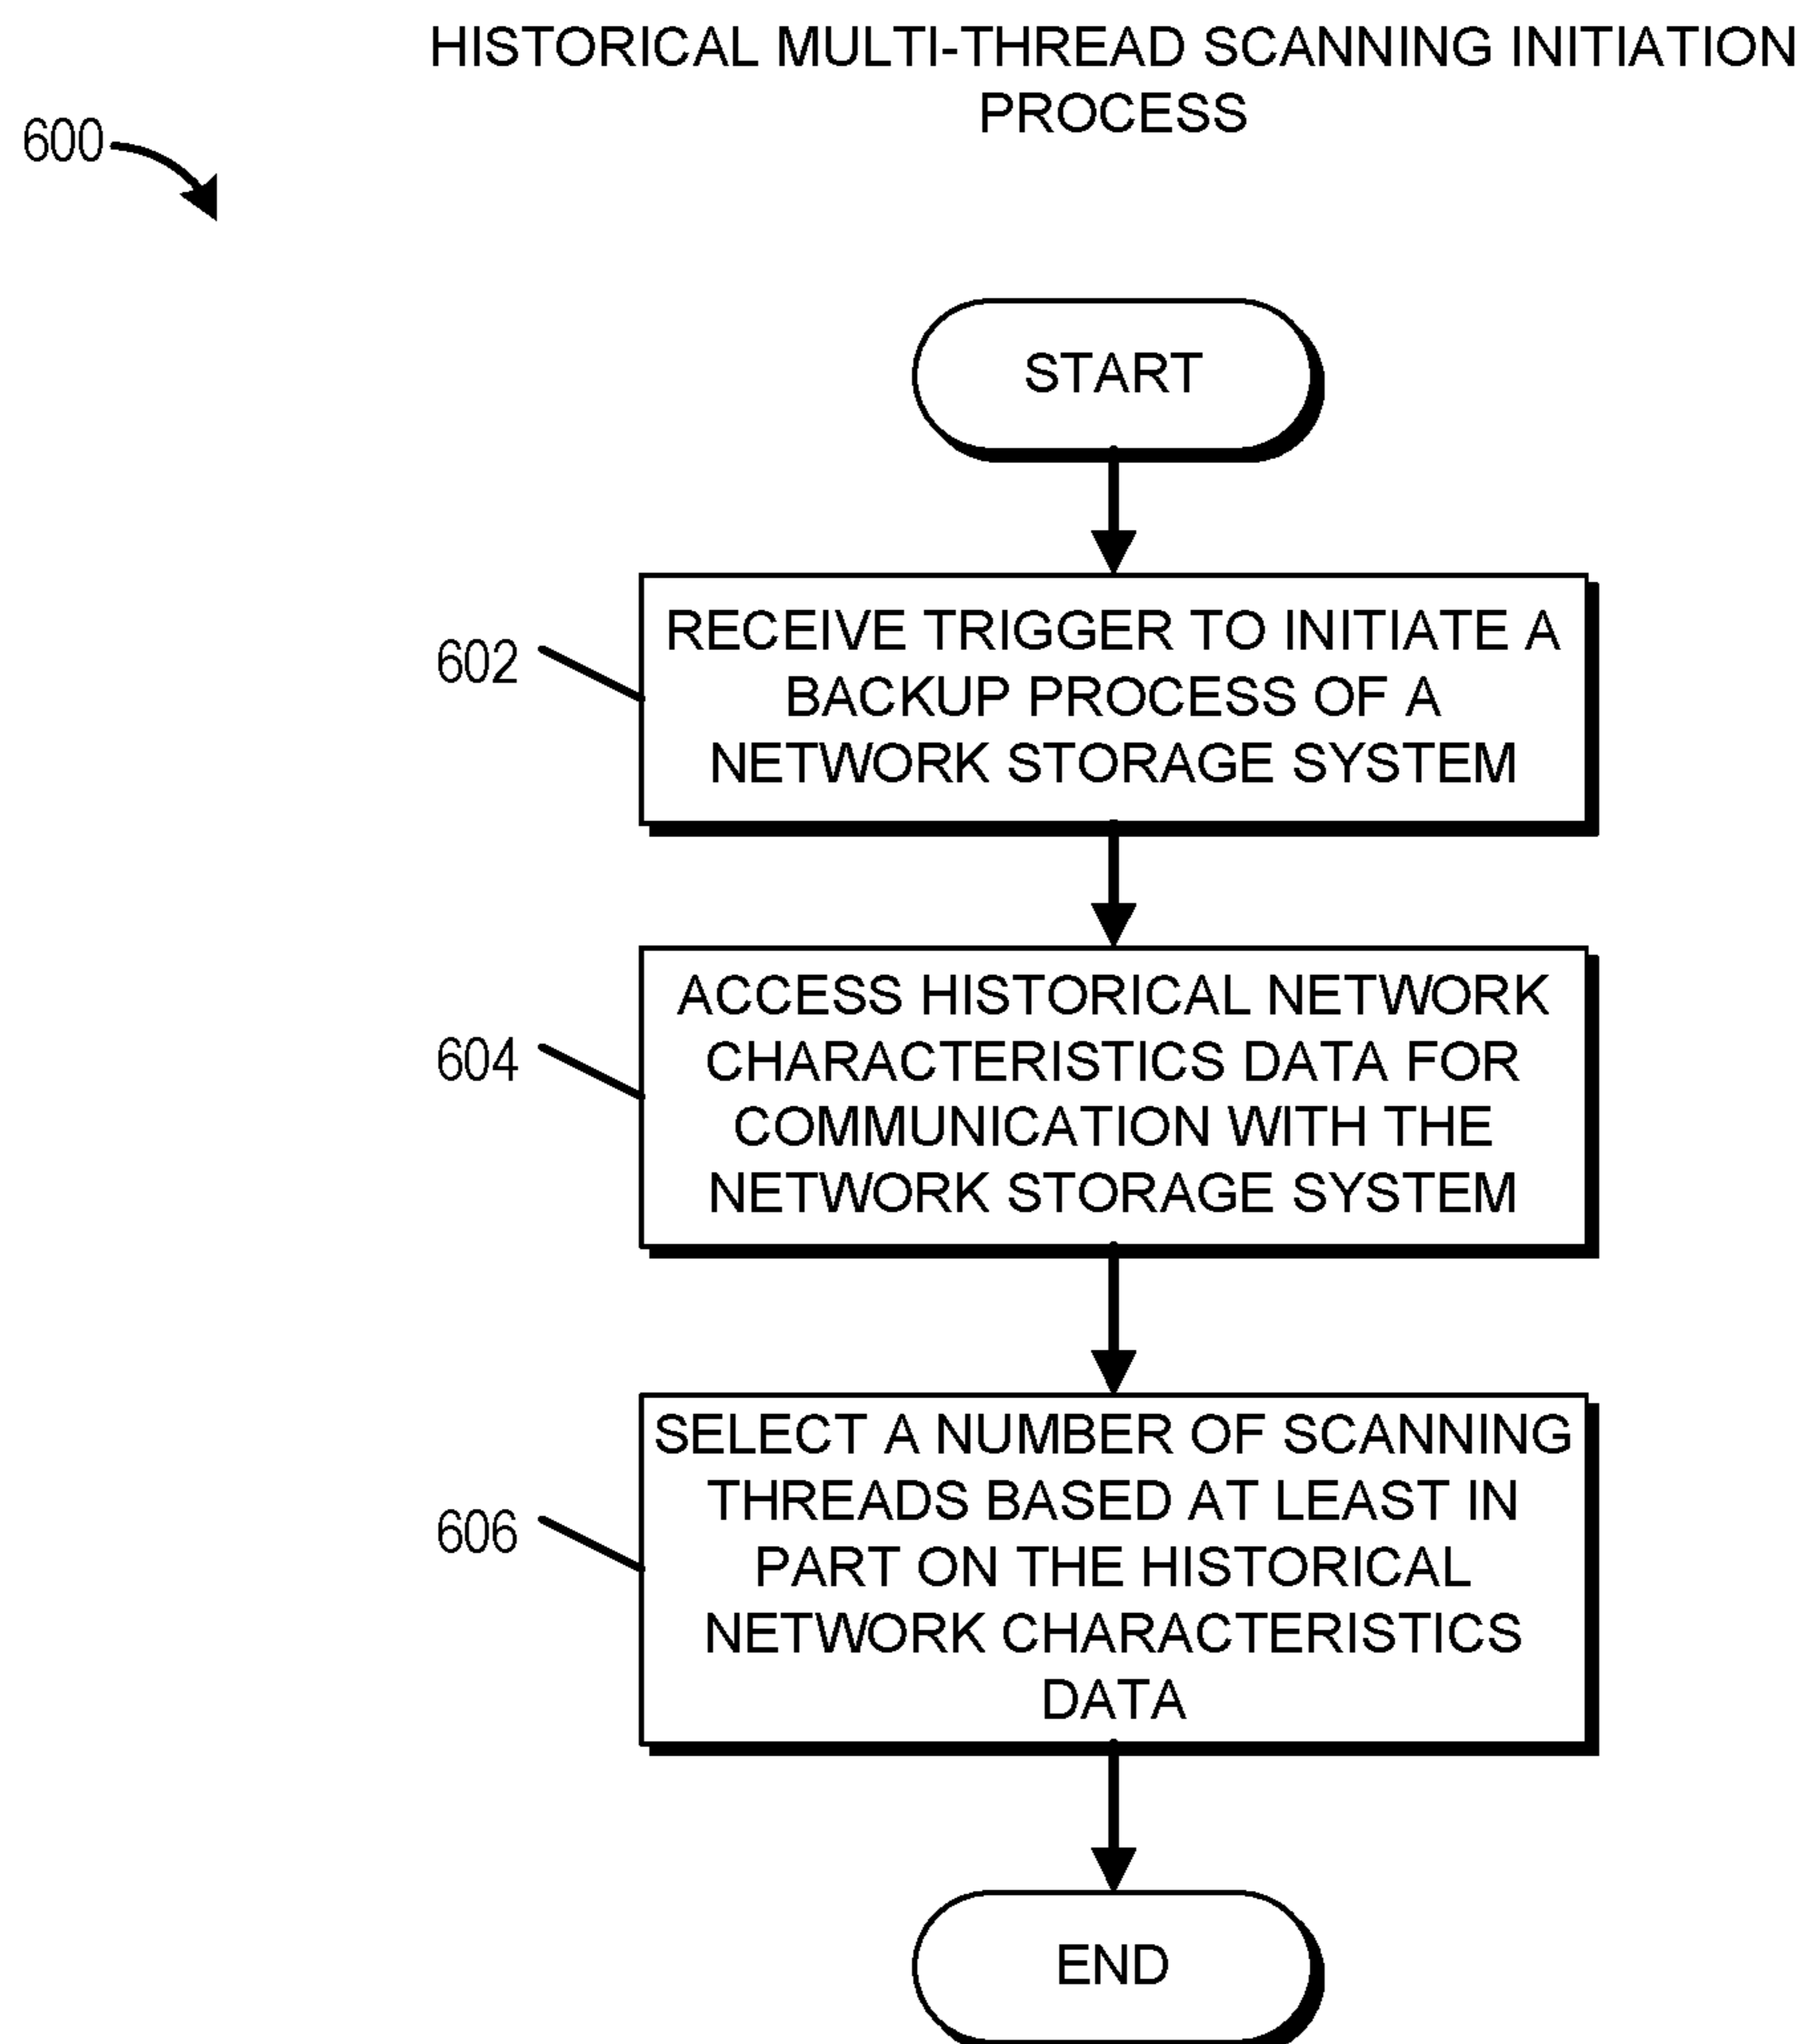 HISTORICAL MULTI-THREAD SCANNING INITIATION
PROCESS
600
START
602
RECEIVE TRIGGER TO INITIATE A
BACKUP PROCESS OF A
NETWORK STORAGE SYSTEM
604
ACCESS HISTORICAL NETWORK
CHARACTERISTICS DATA FOR
COMMUNICATION WITH THE
NETWORK STORAGE SYSTEM
606
SELECT A NUMBER OF SCANNING
THREADS BASED AT LEAST IN
PART ON THE HISTORICAL
NETWORK CHARACTERISTICS
DATA
END